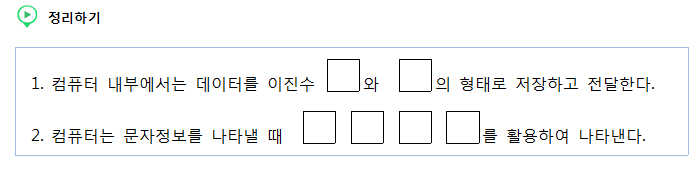 정리하기
1. 컴퓨터 내부에서는 데이터를 이진수 □와 □의 형태로 저장하고 전달한다.
2. 컴퓨터는 문자정보를 나타낼 때 □ □ □ □를 활용하여 나타낸다.